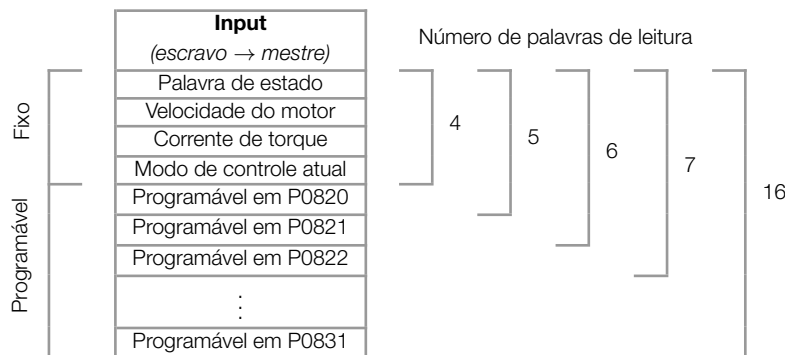 Input
(escravo → mestre)
Número de palavras de leitura
Fixo
Palavra de estado
Velocidade do motor
Corrente de torque
Modo de controle atual
4
5
6
7
16
Programável
Programável em P0820
Programável em P0821
Programável em P0822
⋮
Programável em P0831